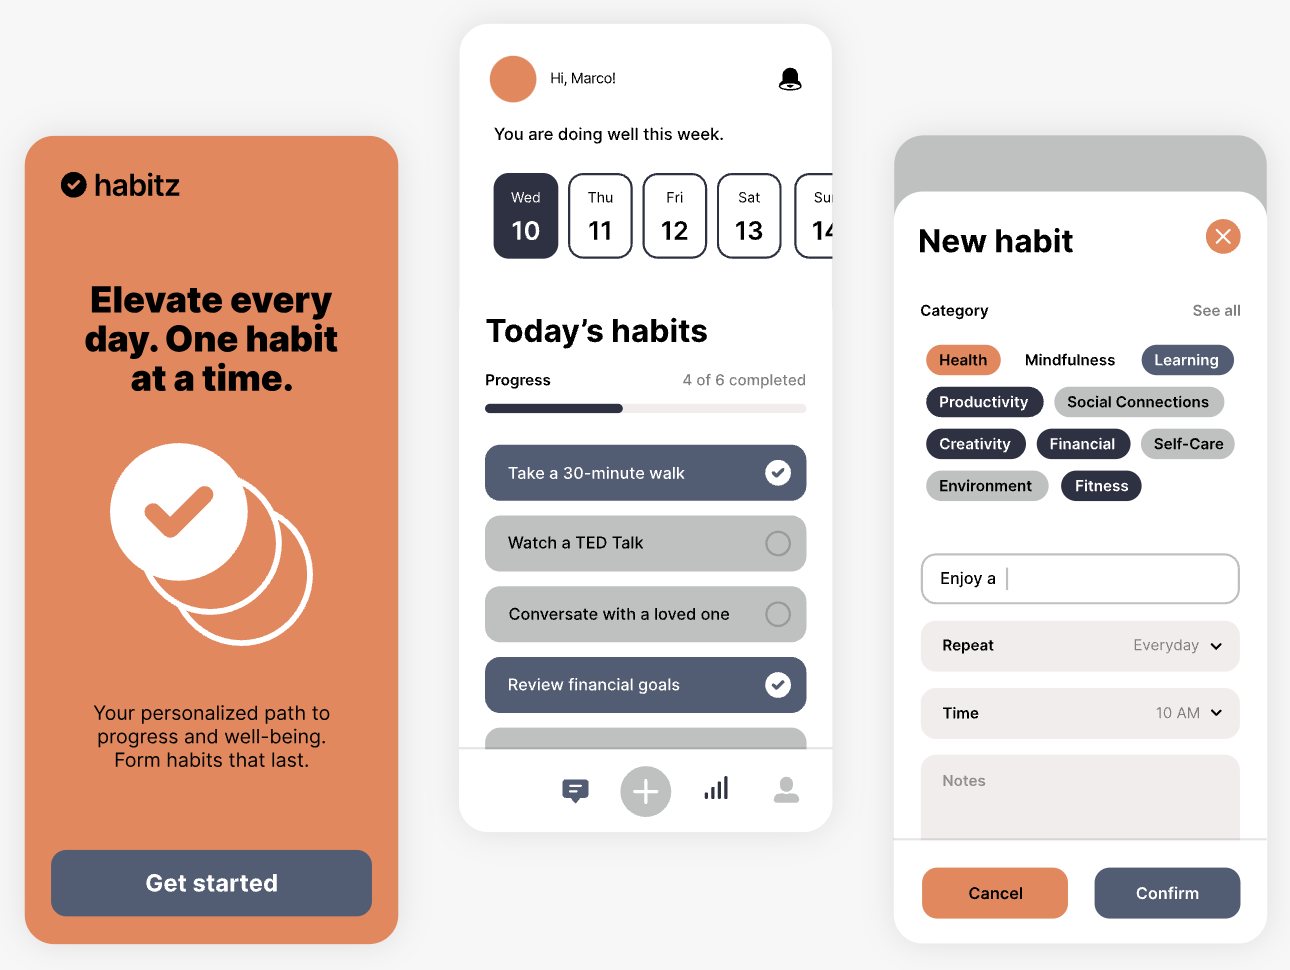 habitz
Elevate every
day. One habit
at a time.
Your personalized path to
progress and well-being.
Form habits that last.
Get started
Hi, Marco!
You are doing well this week.
Wed Thu Fri Sat Su
10 11 12 13 14
Today’s habits
Progress 4 of 6 completed
Take a 30-minute walk
Watch a TED Talk
Conversate with a loved one
Review financial goals
New habit
Category See all
Health Mindfulness Learning
Productivity Social Connections
Creativity Financial Self-Care
Environment Fitness
Enjoy a
Repeat Everyday
Time 10 AM
Notes
Cancel Confirm